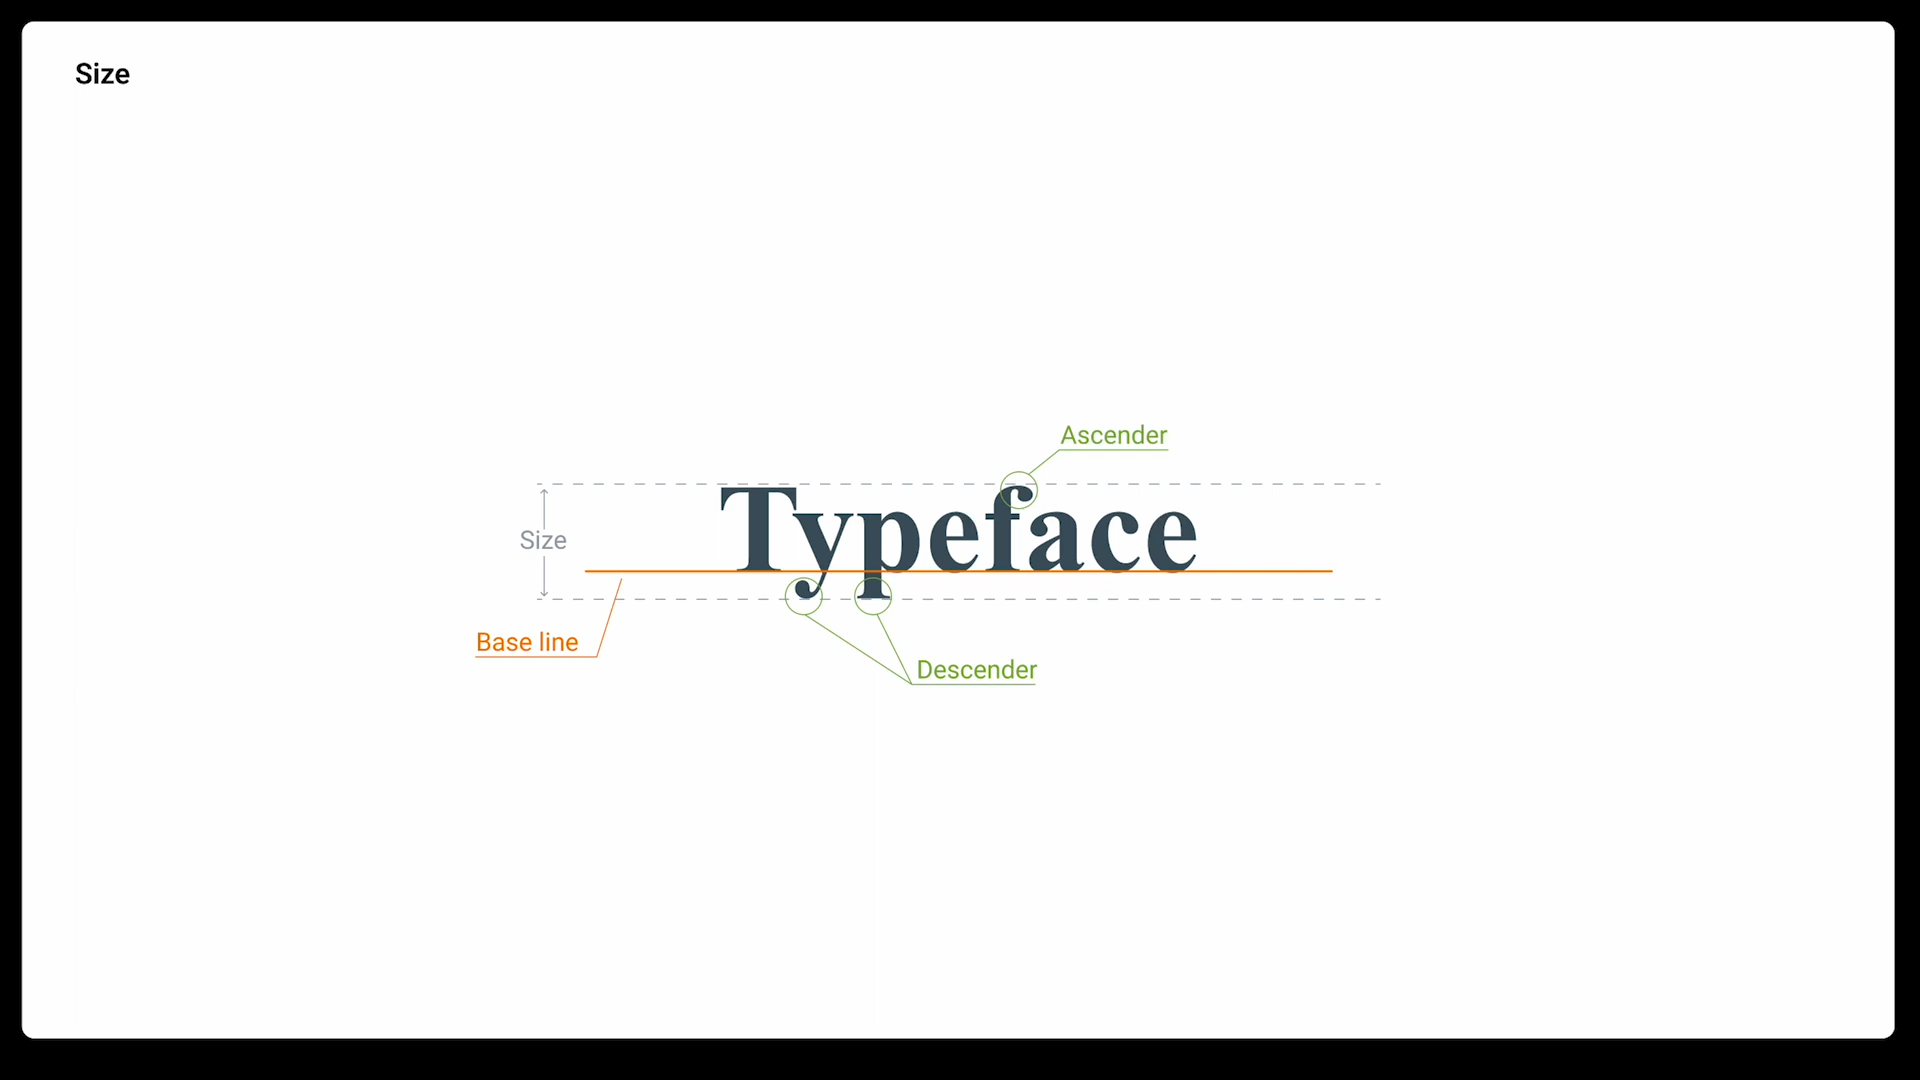 Size
Ascender
Typeface
Size
Base line
Descender